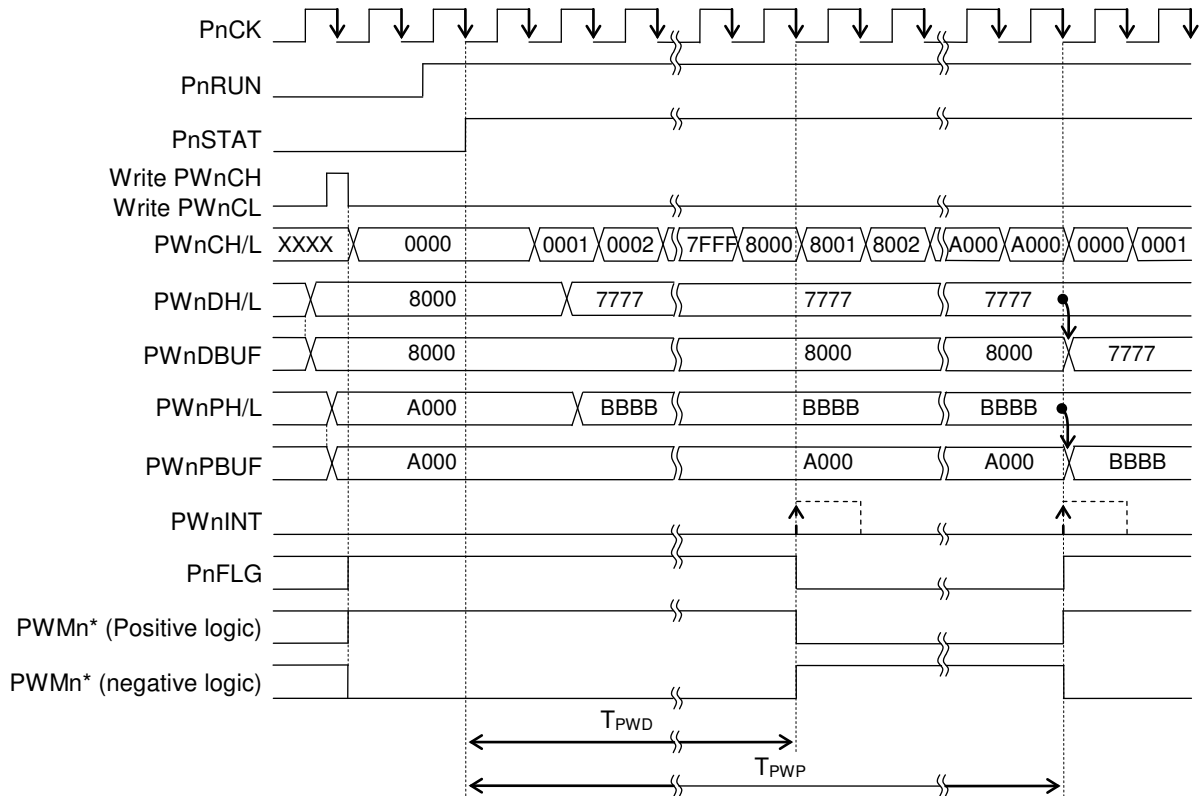 PnCK
PnRUN
PnSTAT
Write PWnCH
Write PWnCL
PWnCH/L XXXX 0000 0001 0002 7FFF 8000 8001 8002 A000 A000 0000 0001
PWnDH/L 8000 7777 7777 7777
PWnDBUF 8000 8000 8000 7777
PWnPH/L A000 BBBB BBBB BBBB
PWnPBUF A000 A000 A000 BBBB
PWnINT
PnFLG
PWMn* (Positive logic)
PWMn* (negative logic)
TPWD
TPWP